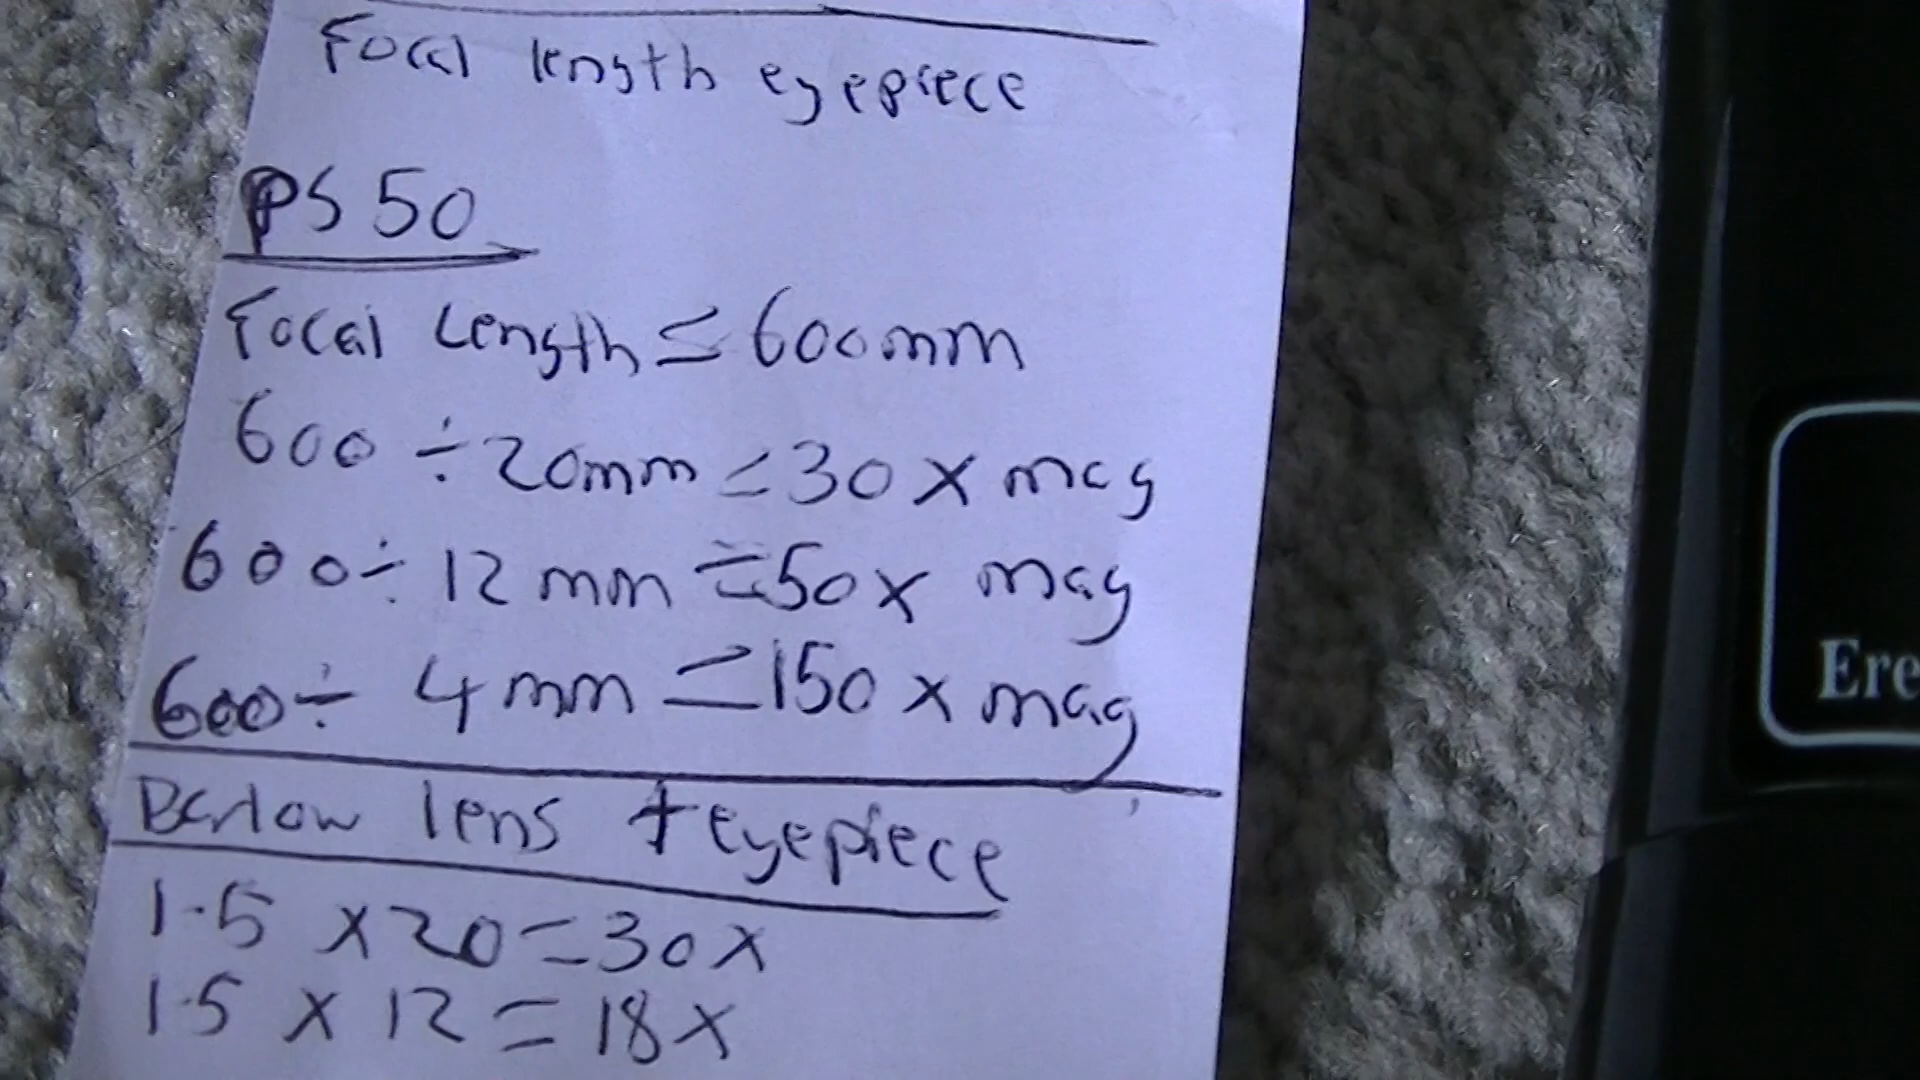 Focal length eyepiece
PS 50
Focal Length = 600mm
600 ÷ 20mm = 30 x mag
600 ÷ 12 mm = 50 x mag
600 ÷ 4 mm = 150 x mag
Barlow lens + eyepiece
1.5 x 20 = 30 x
1.5 x 12 = 18 x